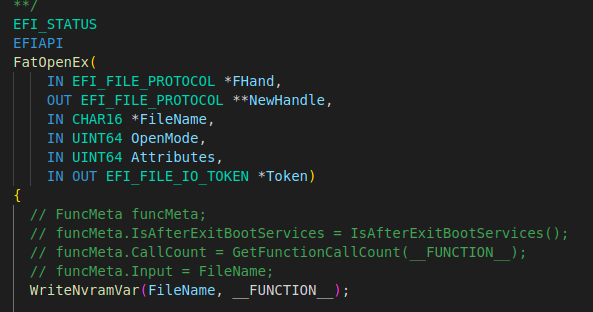 **/
EFI_STATUS
EFIAPI
FatOpenEx(
IN EFI_FILE_PROTOCOL *FHand,
OUT EFI_FILE_PROTOCOL **NewHandle,
IN CHAR16 *FileName,
IN UINT64 OpenMode,
IN UINT64 Attributes,
IN OUT EFI_FILE_IO_TOKEN *Token)
{
// FuncMeta funcMeta;
// funcMeta.IsAfterExitBootServices = IsAfterExitBootServices();
// funcMeta.CallCount = GetFunctionCallCount(__FUNCTION__);
// funcMeta.Input = FileName;
WriteNvramVar(FileName, __FUNCTION__);